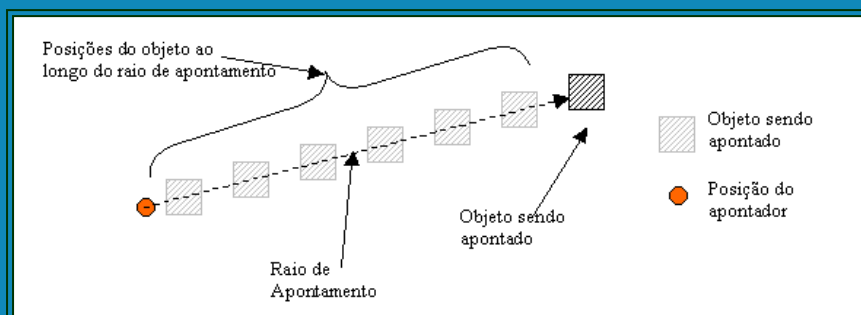 Posições do objeto ao
longo do raio de apontamento
Objeto sendo
apontado
Posição do
apontador
Objeto sendo
apontado
Raio de
Apontamento